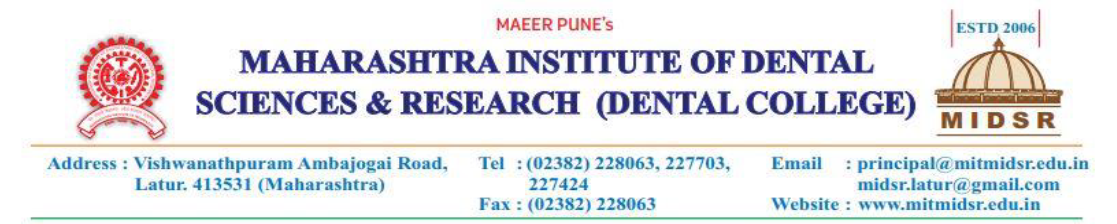 MAEER PUNE's
ESTD 2006
MAHARASHTRA INSTITUTE OF DENTAL
SCIENCES & RESEARCH (DENTAL COLLEGE)
MIDSR
Address : Vishwanathpuram Ambajogai Road,
Latur. 413531 (Maharashtra)
Tel : (02382) 228063, 227703,
227424
Fax : (02382) 228063
Email : principal@mitmidsr.edu.in
midsr.latur@gmail.com
Website : www.mitmidsr.edu.in